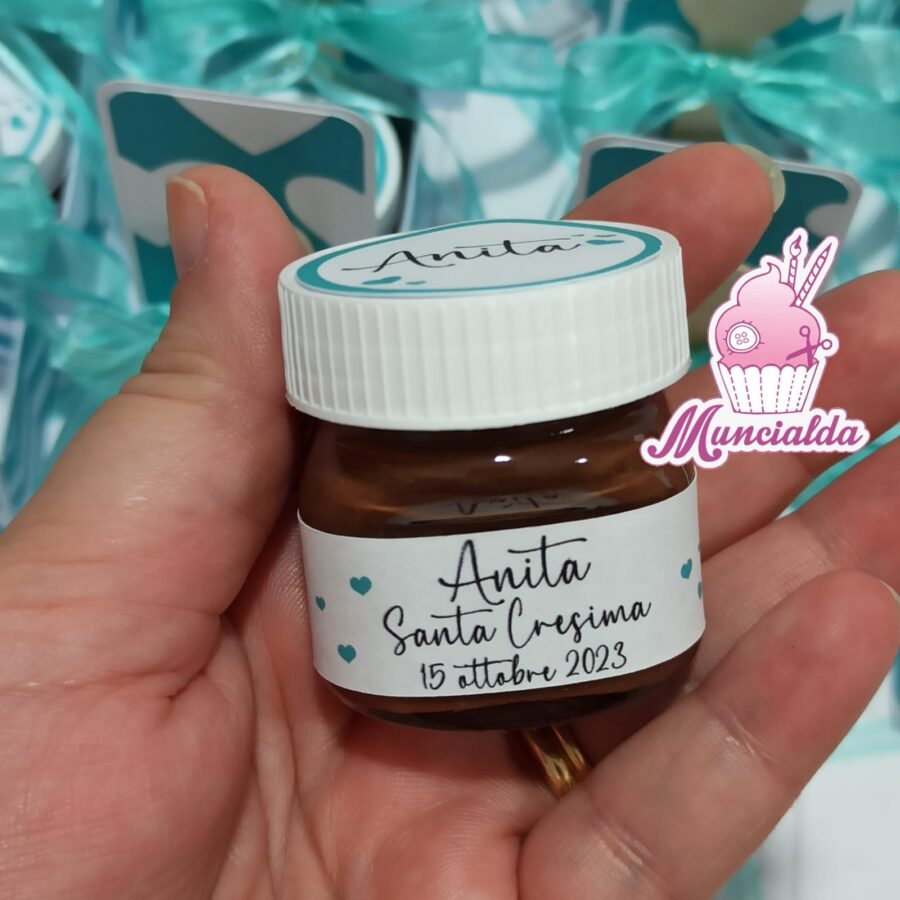 Anita
Muncialda
Anita
Santa Cresima
15 ottobre 2023